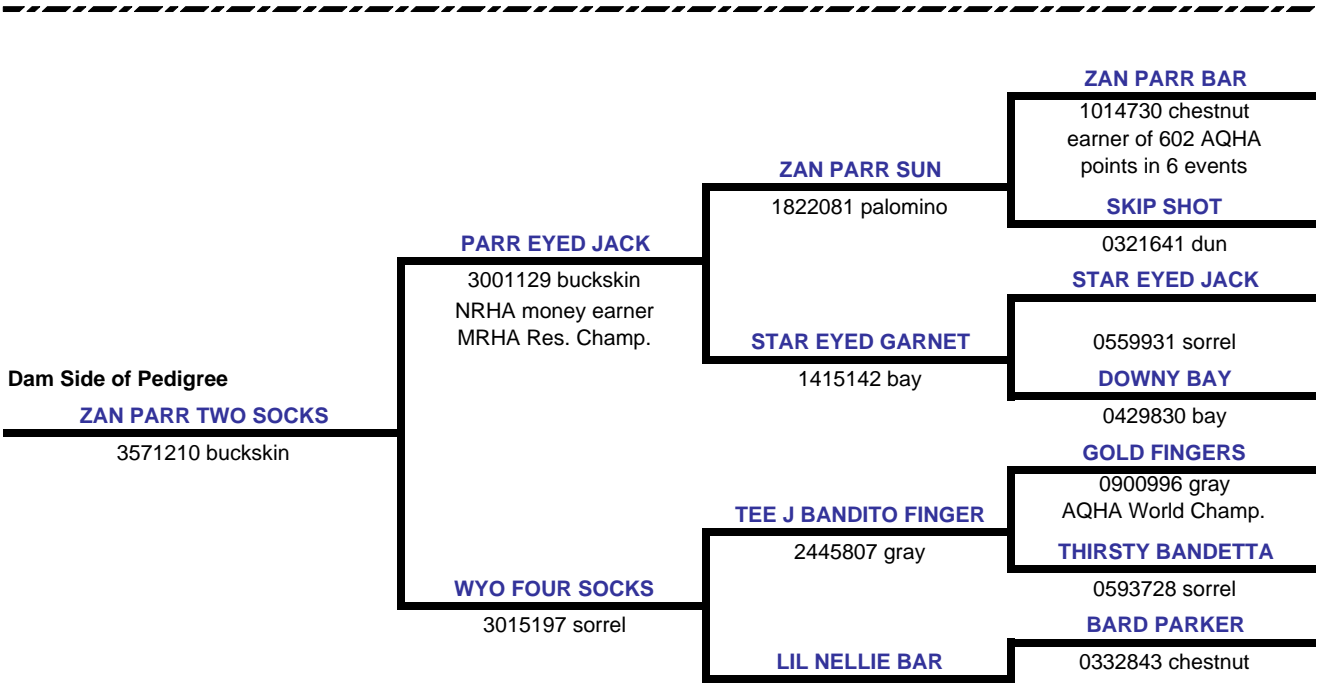 ZAN PARR BAR
1014730 chestnut
earner of 602 AQHA
points in 6 events
ZAN PARR SUN
1822081 palomino
SKIP SHOT
0321641 dun
PARR EYED JACK
3001129 buckskin
NRHA money earner
MRHA Res. Champ.
STAR EYED JACK
0559931 sorrel
STAR EYED GARNET
1415142 bay
DOWNY BAY
0429830 bay
Dam Side of Pedigree
ZAN PARR TWO SOCKS
3571210 buckskin
GOLD FINGERS
0900996 gray
AQHA World Champ.
TEE J BANDITO FINGER
2445807 gray
THIRSTY BANDETTA
0593728 sorrel
WYO FOUR SOCKS
3015197 sorrel
BARD PARKER
0332843 chestnut
LIL NELLIE BAR